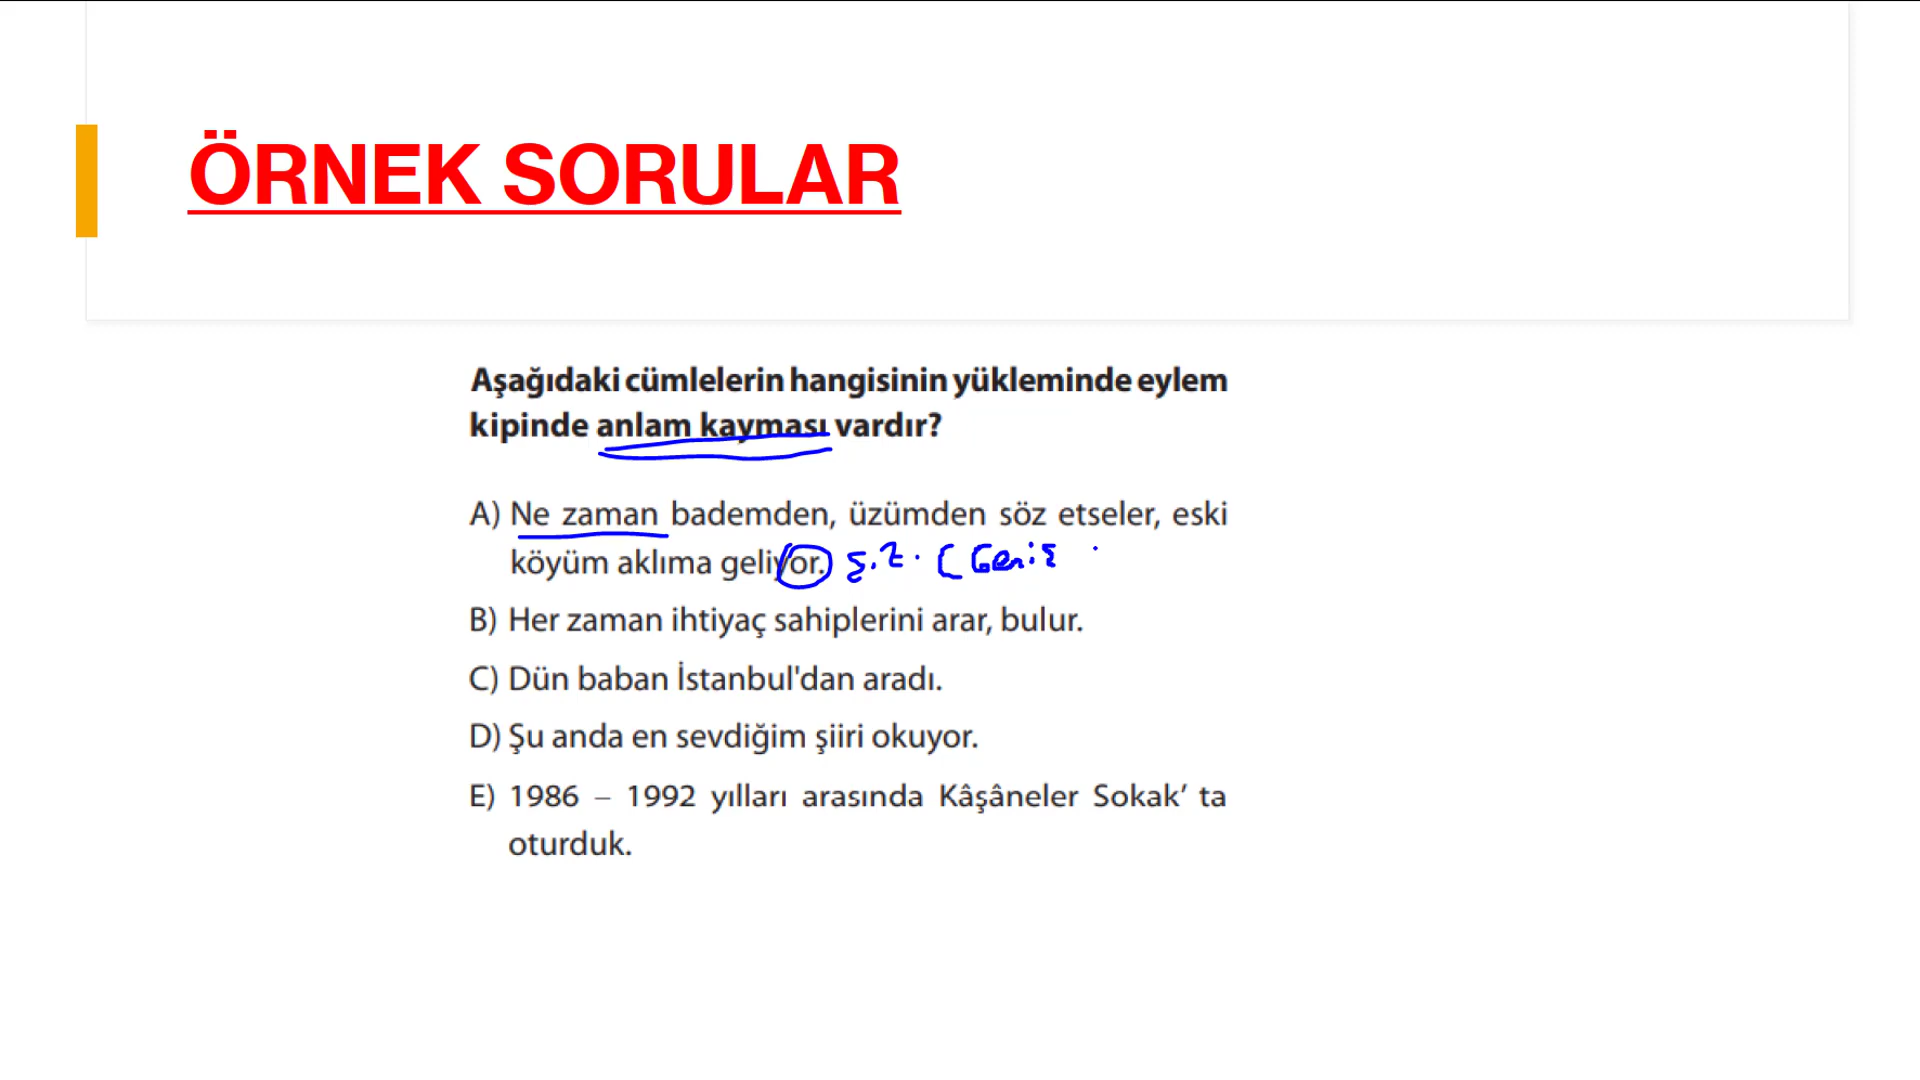 ÖRNEK SORULAR
Aşağıdaki cümlelerin hangisinin yükleminde eylem
kipinde anlam kayması vardır?
A) Ne zaman bademden, üzümden söz etseler, eski
köyüm aklıma geliyor. Ş.Z. ( Geniş
B) Her zaman ihtiyaç sahiplerini arar, bulur.
C) Dün baban İstanbul'dan aradı.
D) Şu anda en sevdiğim şiiri okuyor.
E) 1986 – 1992 yılları arasında Kâşâneler Sokak’ ta
oturduk.